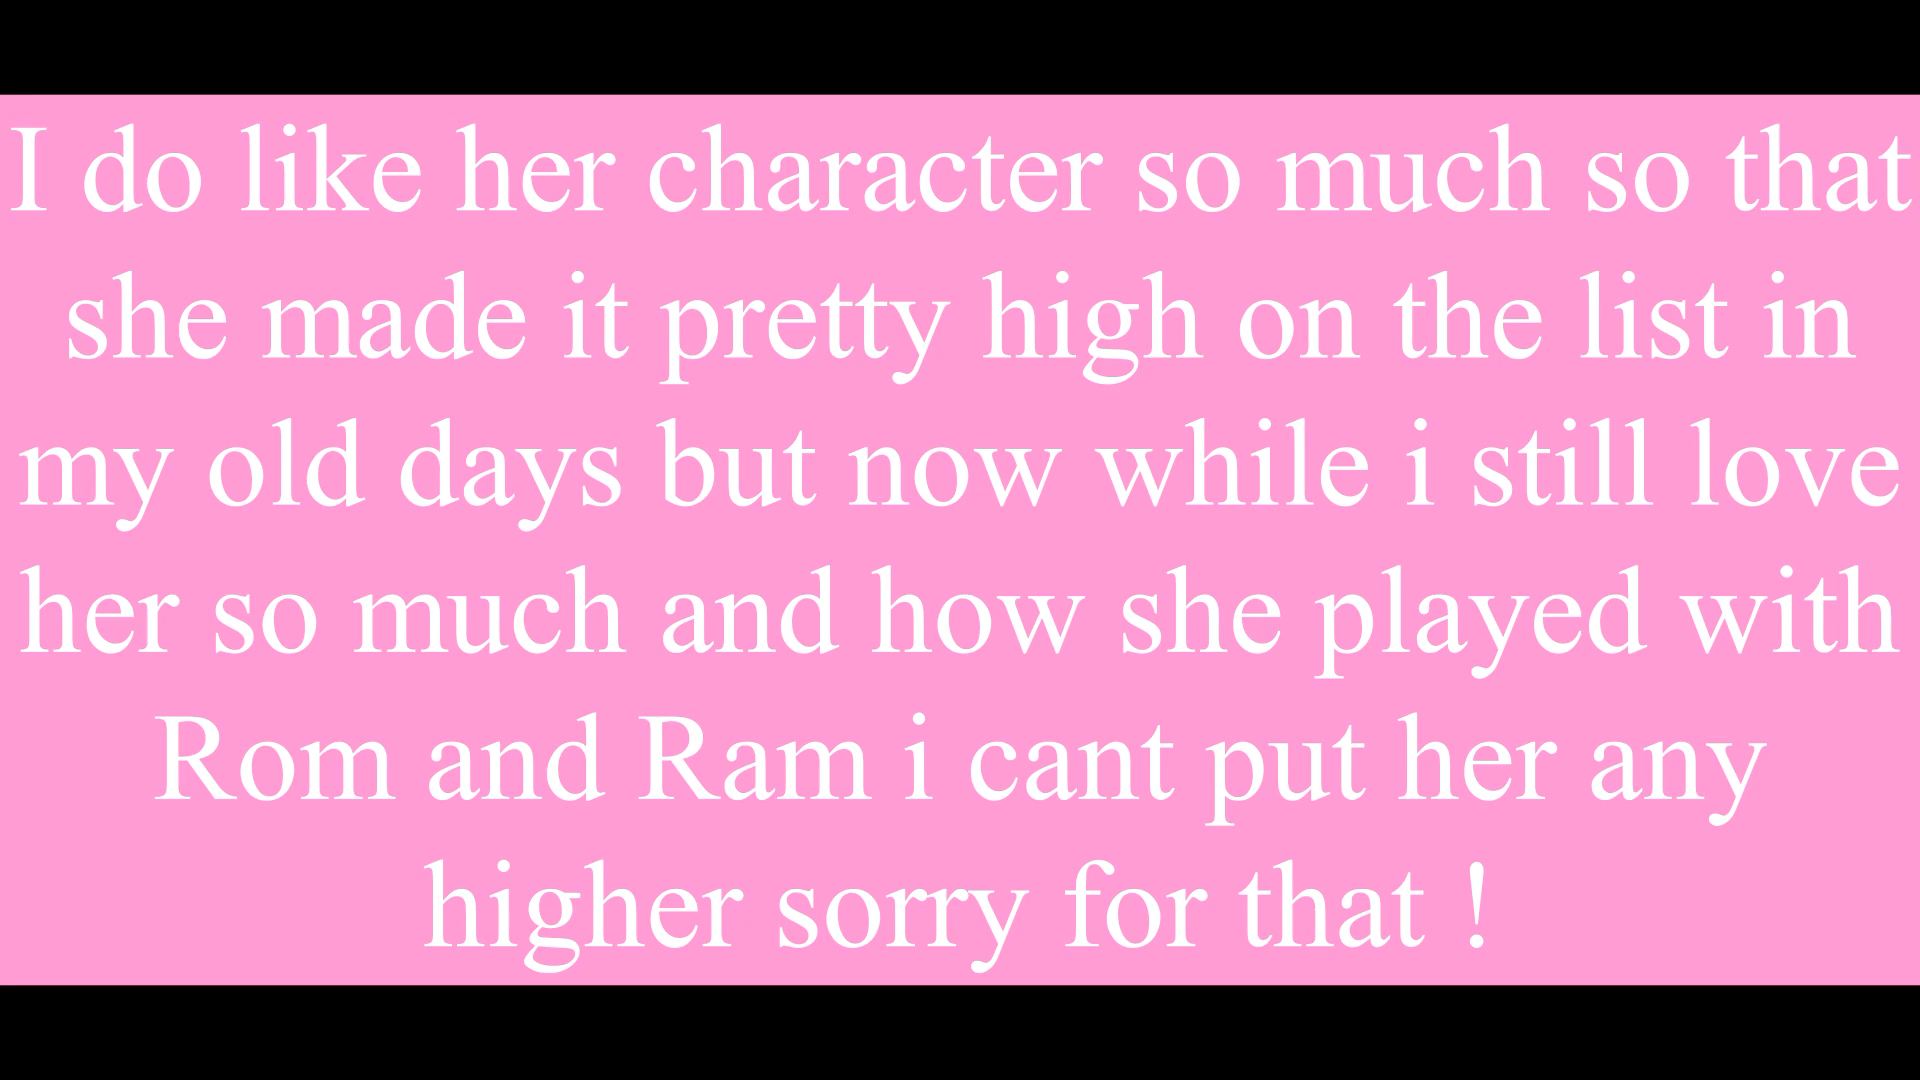 I do like her character so much so that
she made it pretty high on the list in
my old days but now while i still love
her so much and how she played with
Rom and Ram i cant put her any
higher sorry for that !